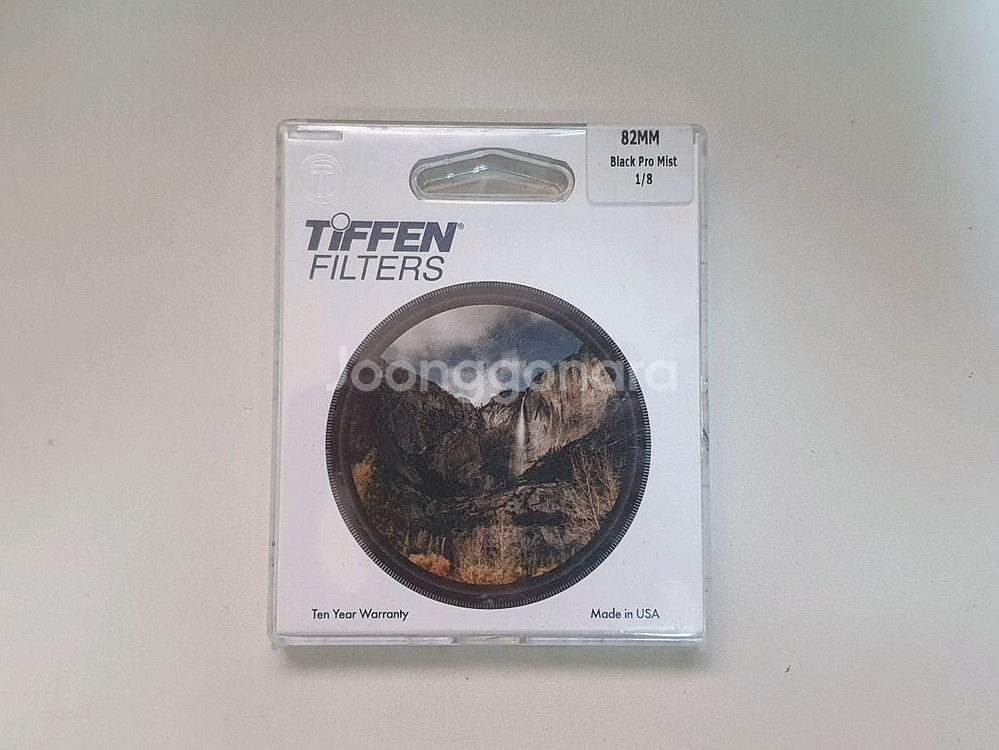 82MM
Black Pro Mist
1/8
TiFFEN®
FILTERS
Joonggonara
Ten Year Warranty
Made in USA